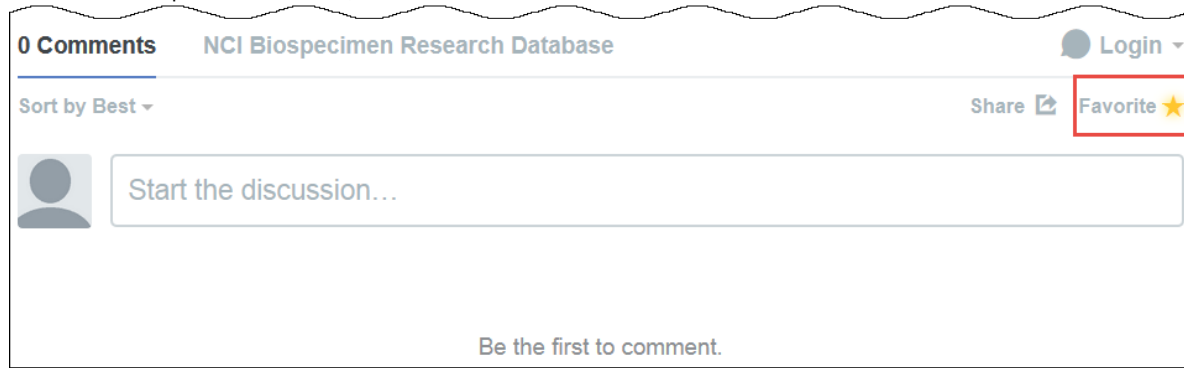 0 Comments NCI Biospecimen Research Database Login
Sort by Best Share Favorite
Start the discussion…
Be the first to comment.